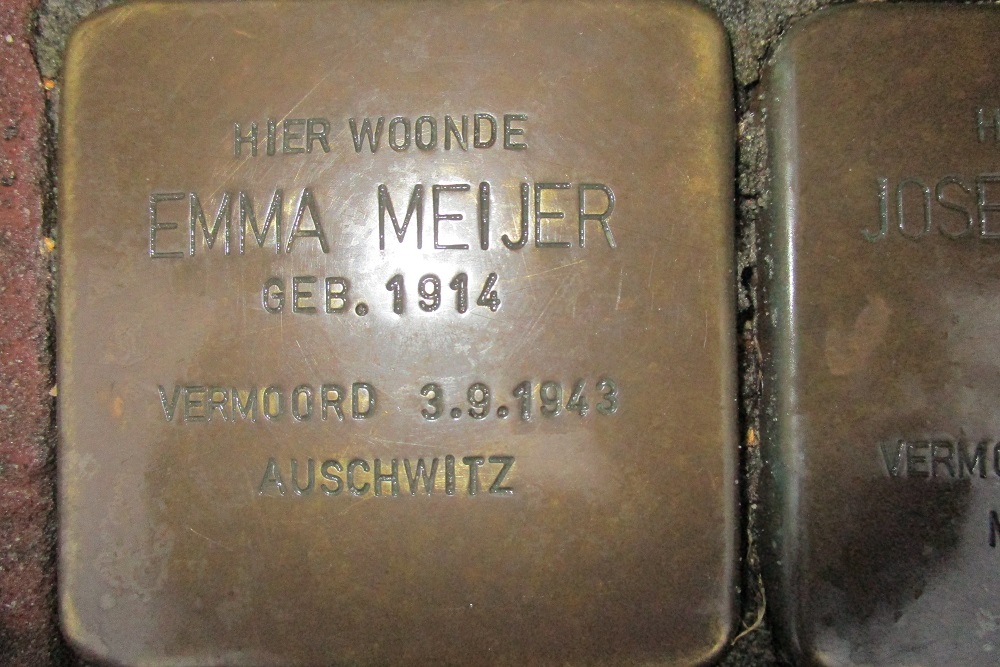 HIER WOONDE
EMMA MEIJER
GEB. 1914
VERMOORD 3.9.1943
AUSCHWITZ